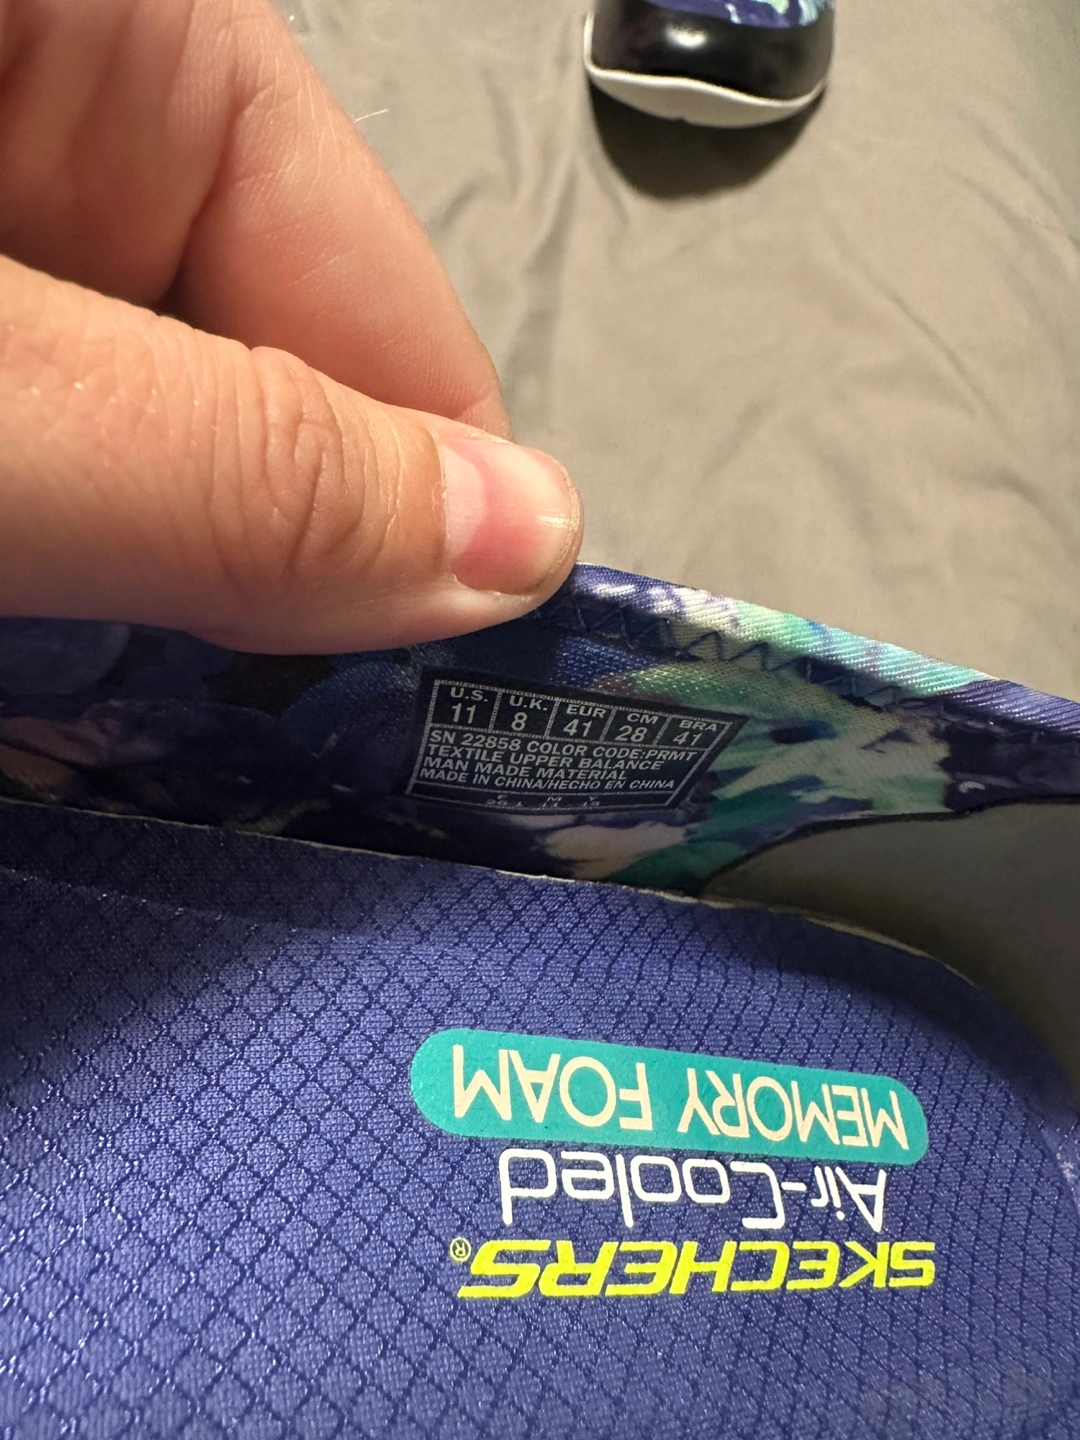 U.S. U.K. EUR CM BRA
11 8 41 28 41
SN 22858 COLOR CODE:PRMT
TEXTILE UPPER BALANCE
MAN MADE MATERIAL
MADE IN CHINA/HECHO EN CHINA
SKECHERS®
Air-Cooled
MEMORY FOAM